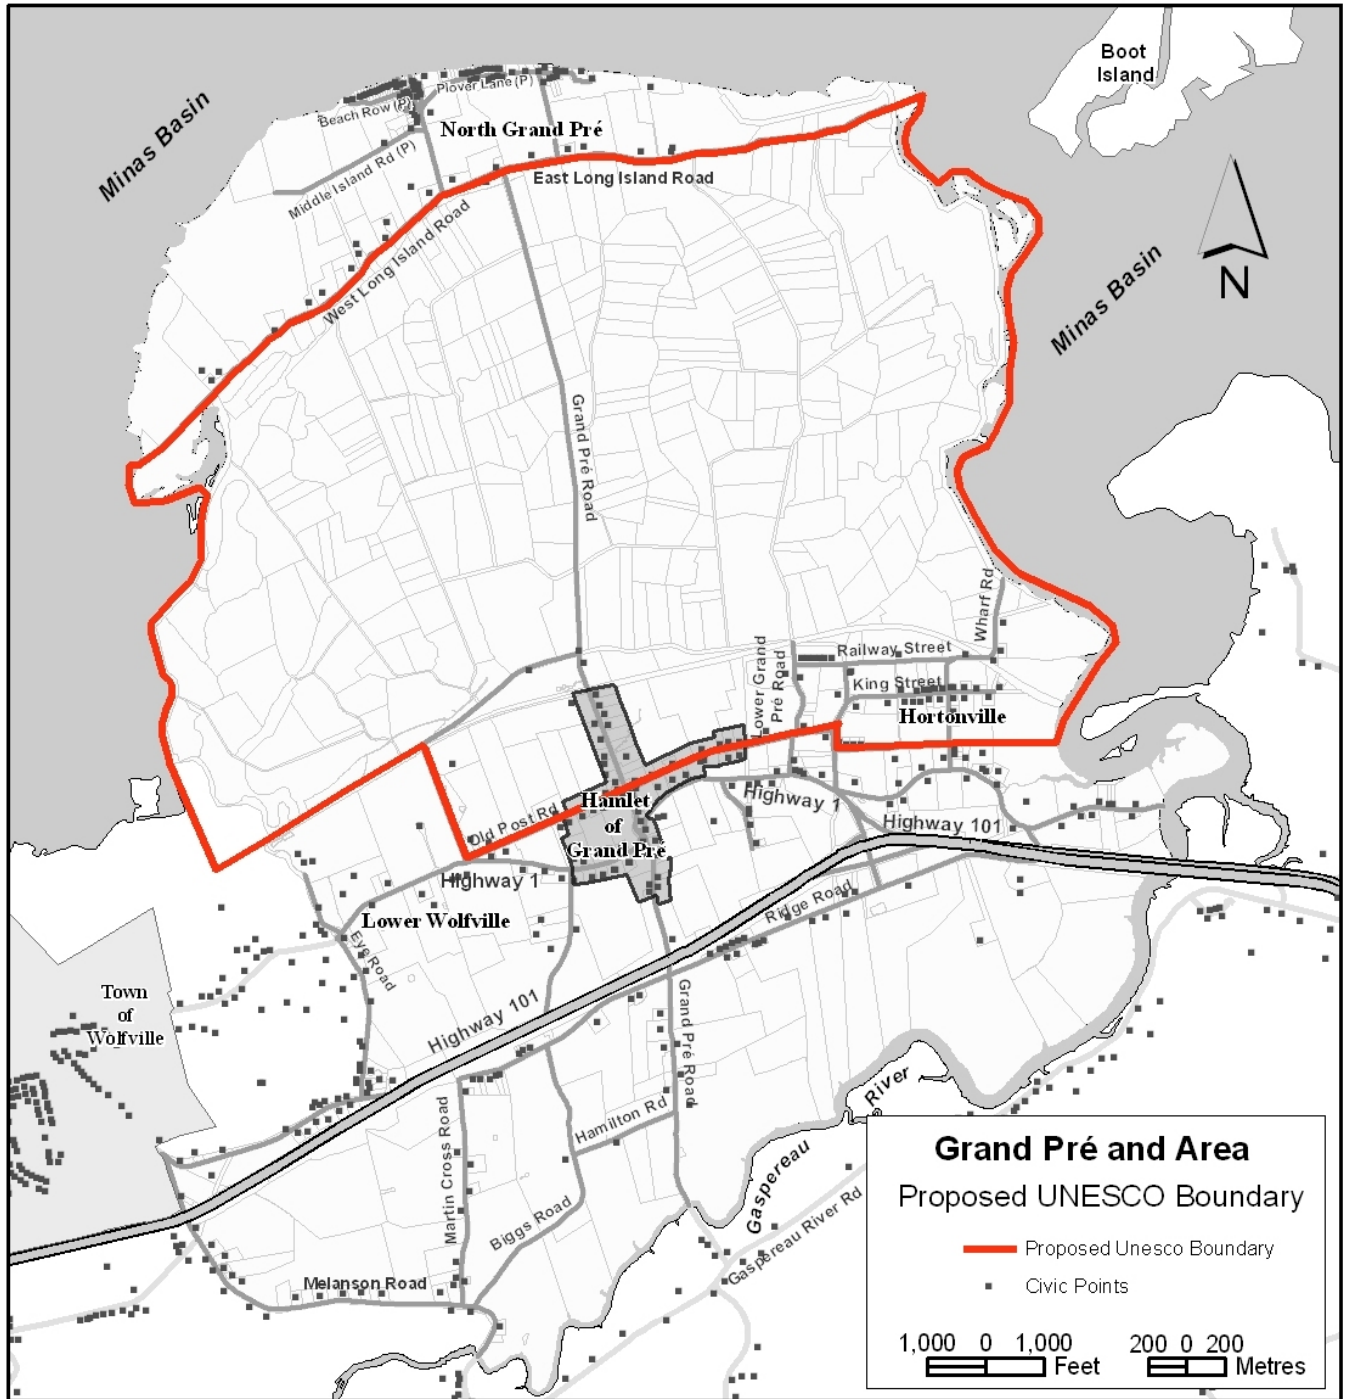 Boot
Island
Minas Basin
Plover Lane (P)
Beach Row (P)
North Grand Pré
Middle Island Rd (P)
East Long Island Road
West Long Island Road
N
Minas Basin
Grand Pré Road
Wharf Rd
Lower Grand
Pré Road
Railway Street
King Street
Hortonville
Old Post Rd
Hamlet
of
Grand Pré
Highway 1
Highway 101
Highway 1
Ridge Road
Lower Wolfville
Eye Road
Town
of
Wolfville
Highway 101
Grand Pré Road
Hamilton Rd
Martin Cross Road
Biggs Road
Melanson Road
Gaspereau River
Gaspereau River Rd
Grand Pré and Area
Proposed UNESCO Boundary
Proposed Unesco Boundary
Civic Points
1,000 0 1,000
Feet
200 0 200
Metres